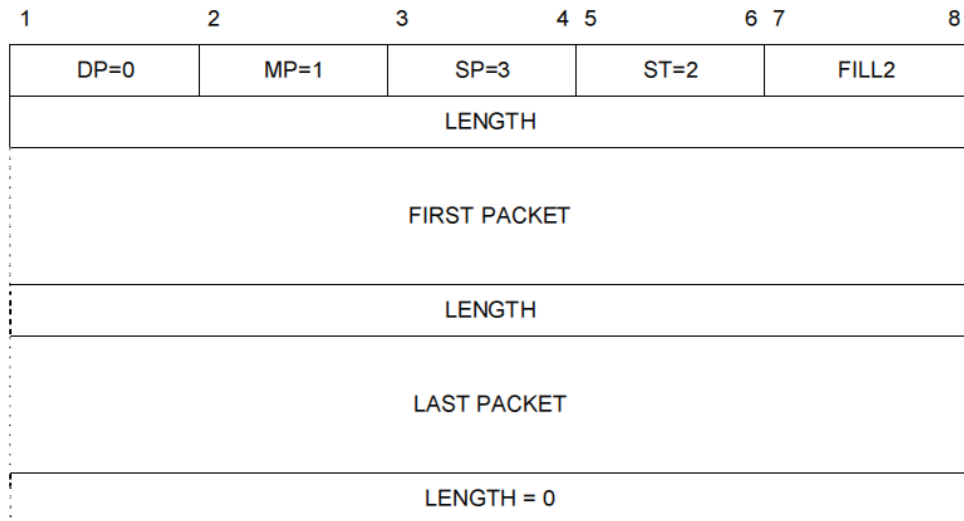 1 2 3 4 5 6 7 8
DP=0 MP=1 SP=3 ST=2 FILL2
LENGTH
FIRST PACKET
LENGTH
LAST PACKET
LENGTH = 0